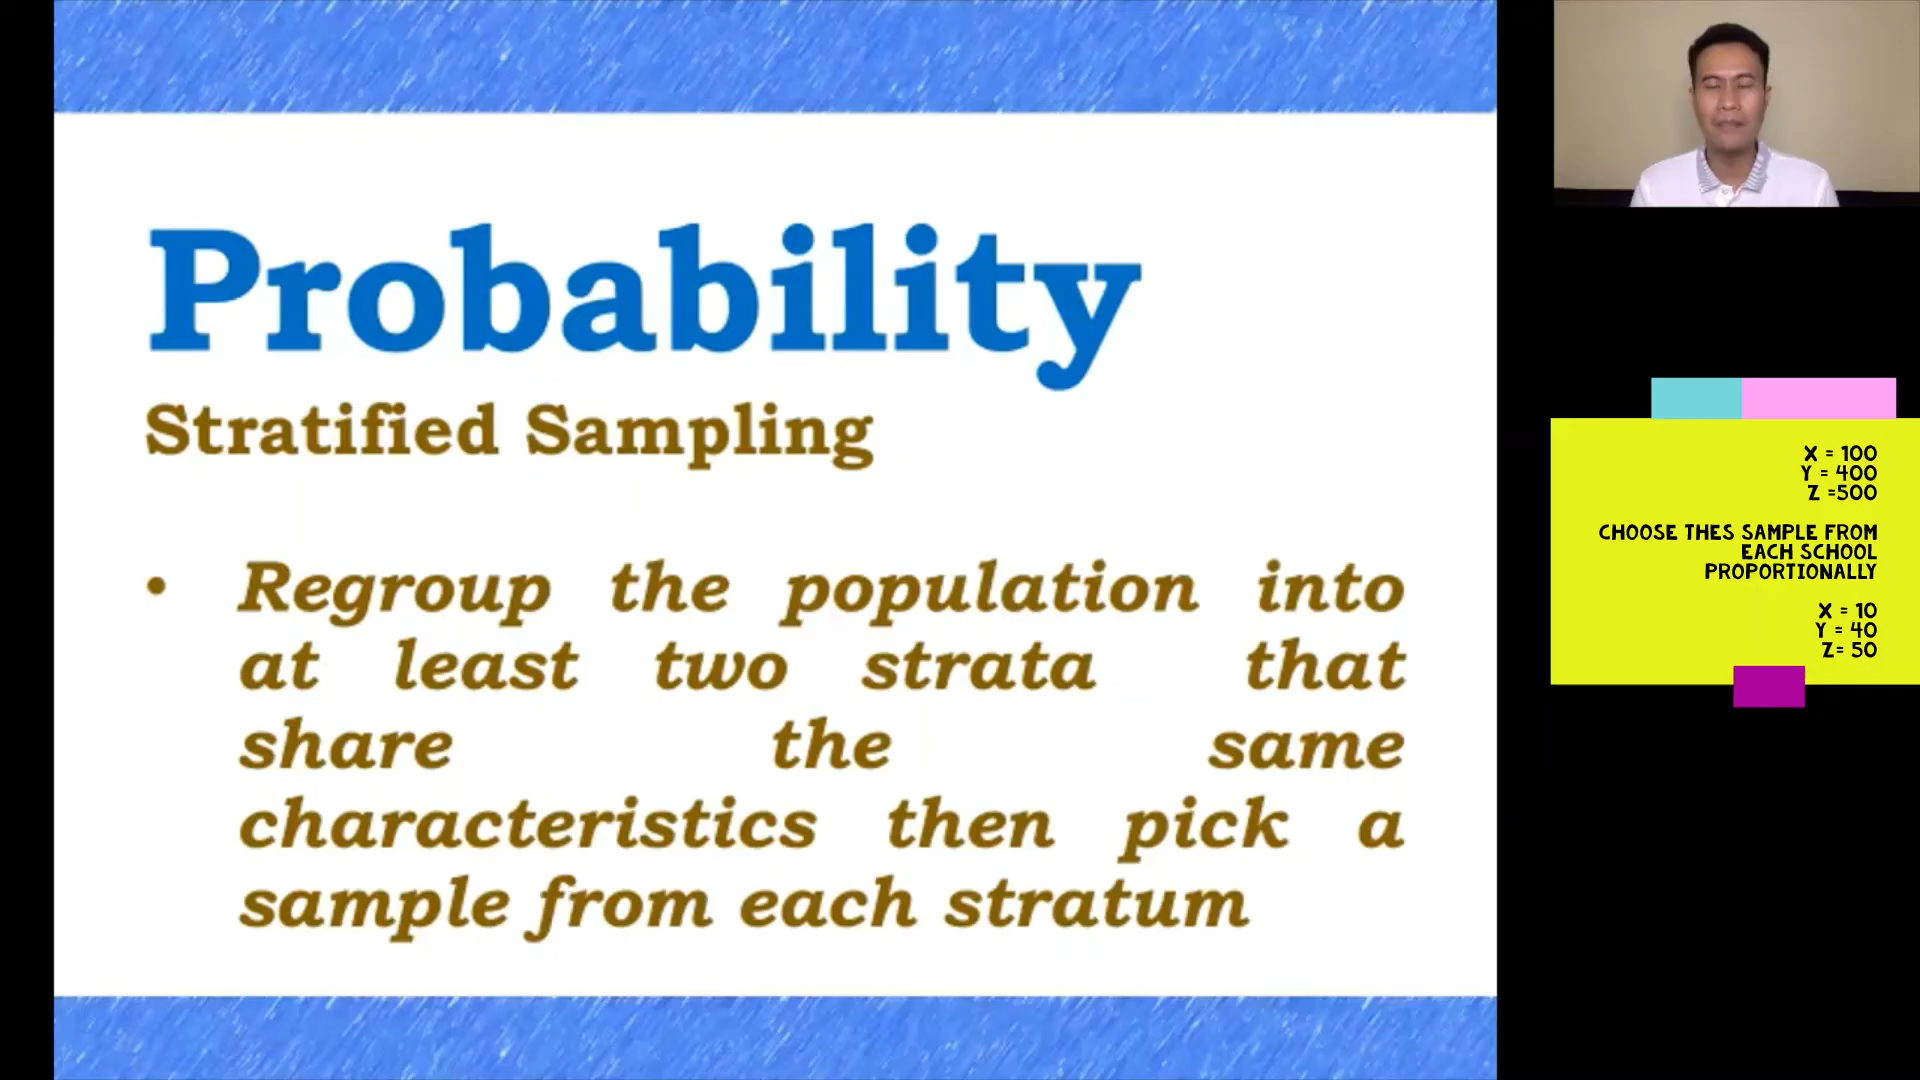 Probability
Stratified Sampling
• Regroup the population into
at least two strata that
share the same
characteristics then pick a
sample from each stratum
X = 100
Y = 400
Z =500
CHOOSE THES SAMPLE FROM
EACH SCHOOL
PROPORTIONALLY
X = 10
Y = 40
Z= 50